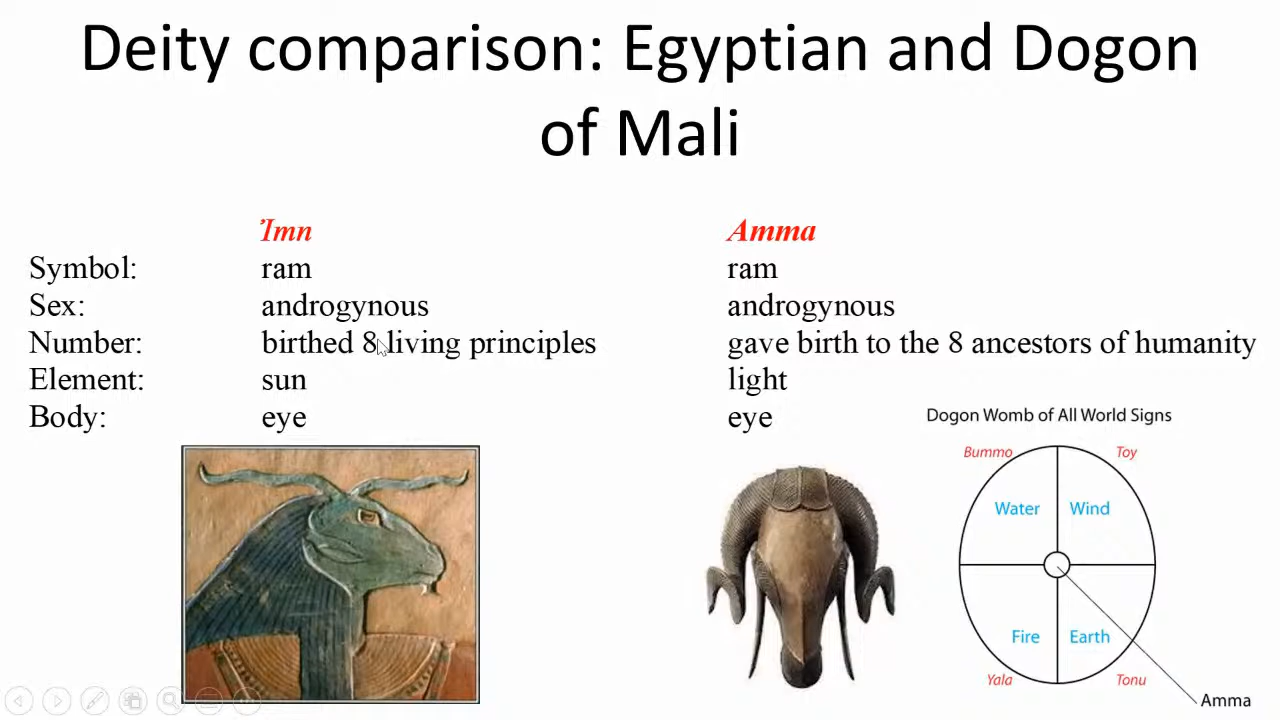 Deity comparison: Egyptian and Dogon
of Mali
Ἰmn Amma
Symbol: ram ram
Sex: androgynous androgynous
Number: birthed 8 living principles gave birth to the 8 ancestors of humanity
Element: sun light
Body: eye eye
Dogon Womb of All World Signs
Bummo Toy
Water Wind
Fire Earth
Yala Tonu
Amma